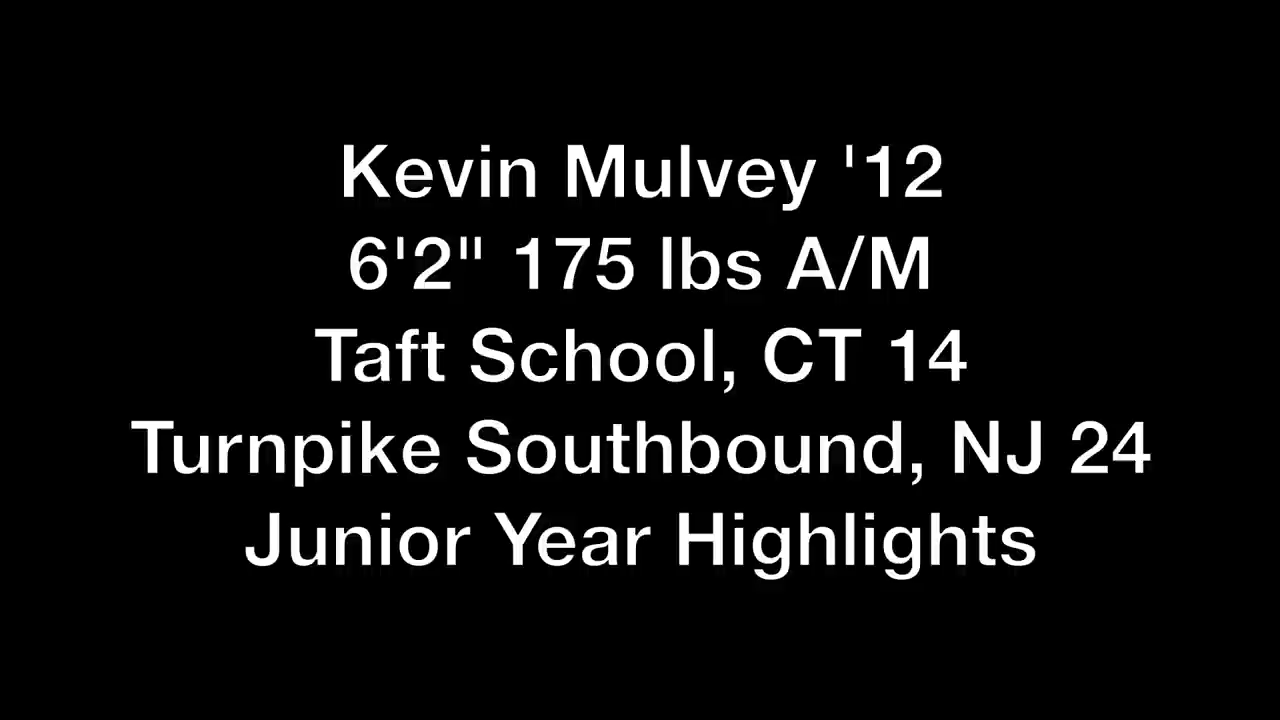 Kevin Mulvey '12
6'2" 175 lbs A/M
Taft School, CT 14
Turnpike Southbound, NJ 24
Junior Year Highlights